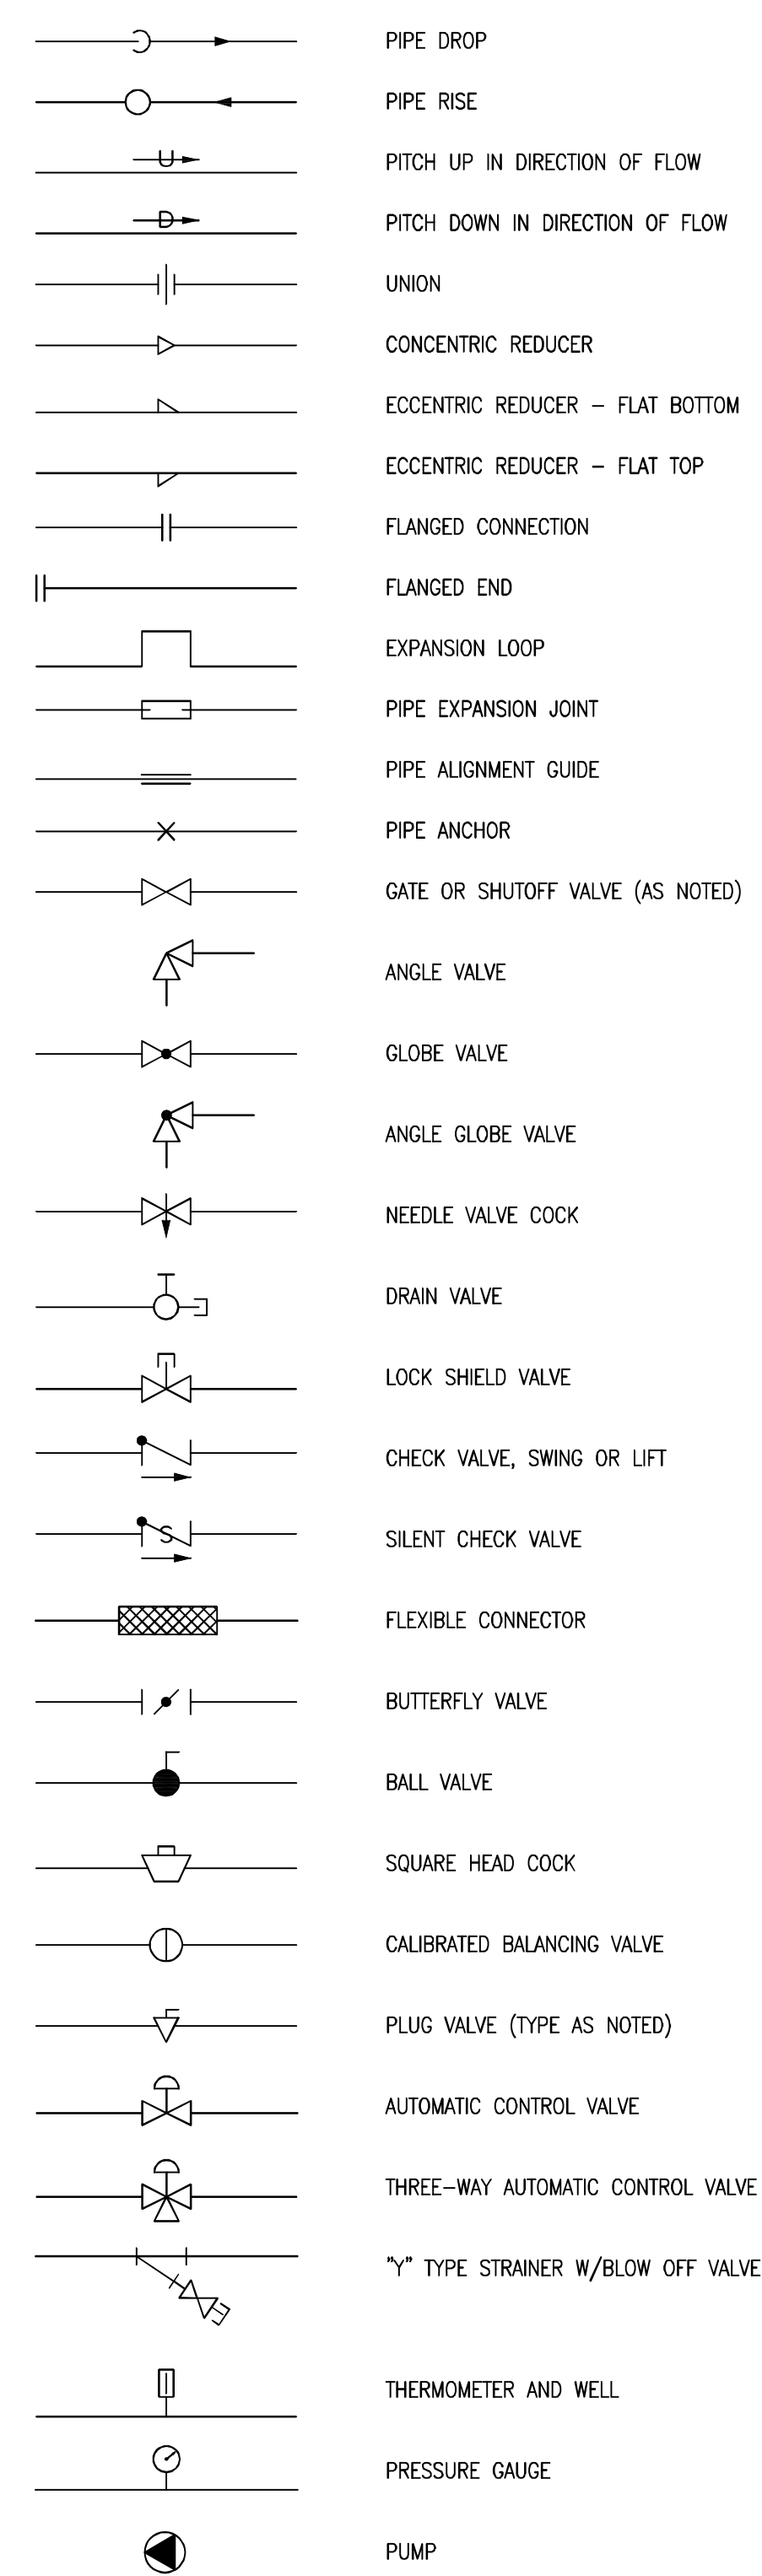 PIPE DROP
PIPE RISE
U
PITCH UP IN DIRECTION OF FLOW
D
PITCH DOWN IN DIRECTION OF FLOW
UNION
CONCENTRIC REDUCER
ECCENTRIC REDUCER – FLAT BOTTOM
ECCENTRIC REDUCER – FLAT TOP
FLANGED CONNECTION
FLANGED END
EXPANSION LOOP
PIPE EXPANSION JOINT
PIPE ALIGNMENT GUIDE
PIPE ANCHOR
GATE OR SHUTOFF VALVE (AS NOTED)
ANGLE VALVE
GLOBE VALVE
ANGLE GLOBE VALVE
NEEDLE VALVE COCK
DRAIN VALVE
LOCK SHIELD VALVE
CHECK VALVE, SWING OR LIFT
S
SILENT CHECK VALVE
FLEXIBLE CONNECTOR
BUTTERFLY VALVE
BALL VALVE
SQUARE HEAD COCK
CALIBRATED BALANCING VALVE
PLUG VALVE (TYPE AS NOTED)
AUTOMATIC CONTROL VALVE
THREE-WAY AUTOMATIC CONTROL VALVE
"Y" TYPE STRAINER W/BLOW OFF VALVE
THERMOMETER AND WELL
PRESSURE GAUGE
PUMP